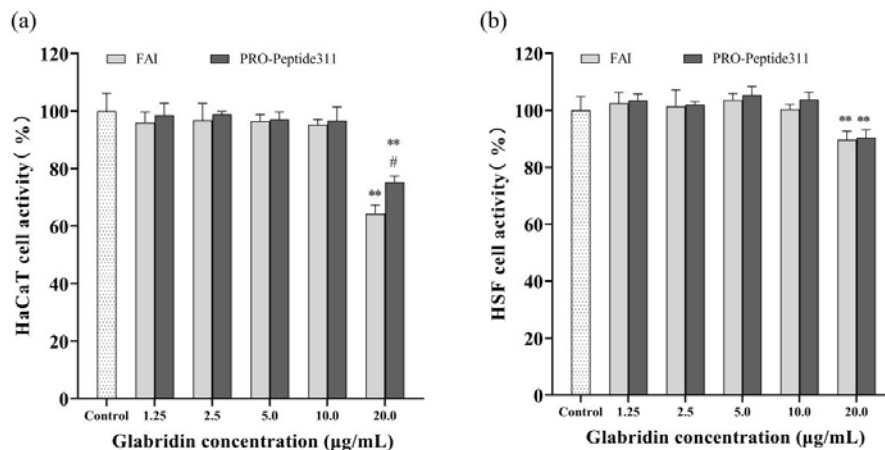 (a)
FAI PRO-Peptide311
HaCaT cell activity ( %)
120
100
80
60
40
20
0
** ** #
Control 1.25 2.5 5.0 10.0 20.0
Glabridin concentration (μg/mL)
(b)
FAI PRO-Peptide311
HSF cell activity ( %)
120
100
80
60
40
20
0
** **
Control 1.25 2.5 5.0 10.0 20.0
Glabridin concentration (μg/mL)